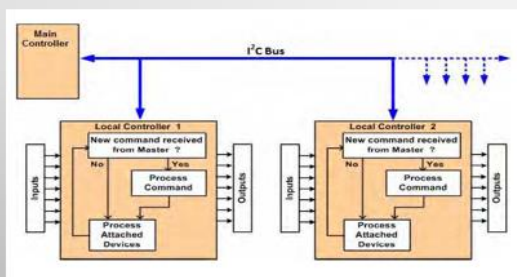 Main
Controller
I²C Bus
Local Controller 1
New command received
from Master ?
No
Yes
Process
Command
Process
Attached
Devices
Inputs
Outputs
Local Controller 2
New command received
from Master ?
No
Yes
Process
Command
Process
Attached
Devices
Inputs
Outputs